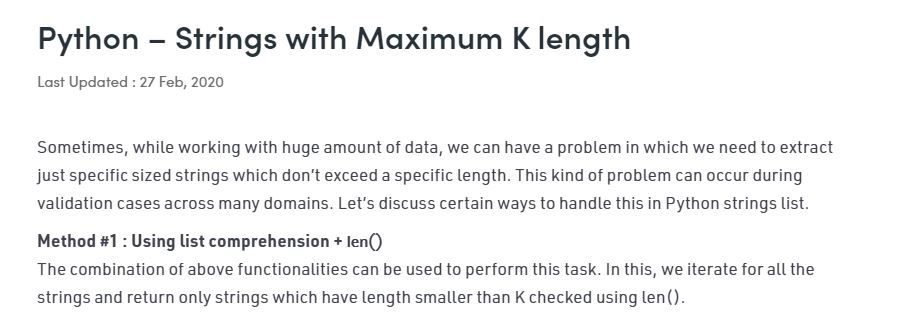 Python – Strings with Maximum K length
Last Updated : 27 Feb, 2020
Sometimes, while working with huge amount of data, we can have a problem in which we need to extract
just specific sized strings which don’t exceed a specific length. This kind of problem can occur during
validation cases across many domains. Let’s discuss certain ways to handle this in Python strings list.
Method #1 : Using list comprehension + len()
The combination of above functionalities can be used to perform this task. In this, we iterate for all the
strings and return only strings which have length smaller than K checked using len().